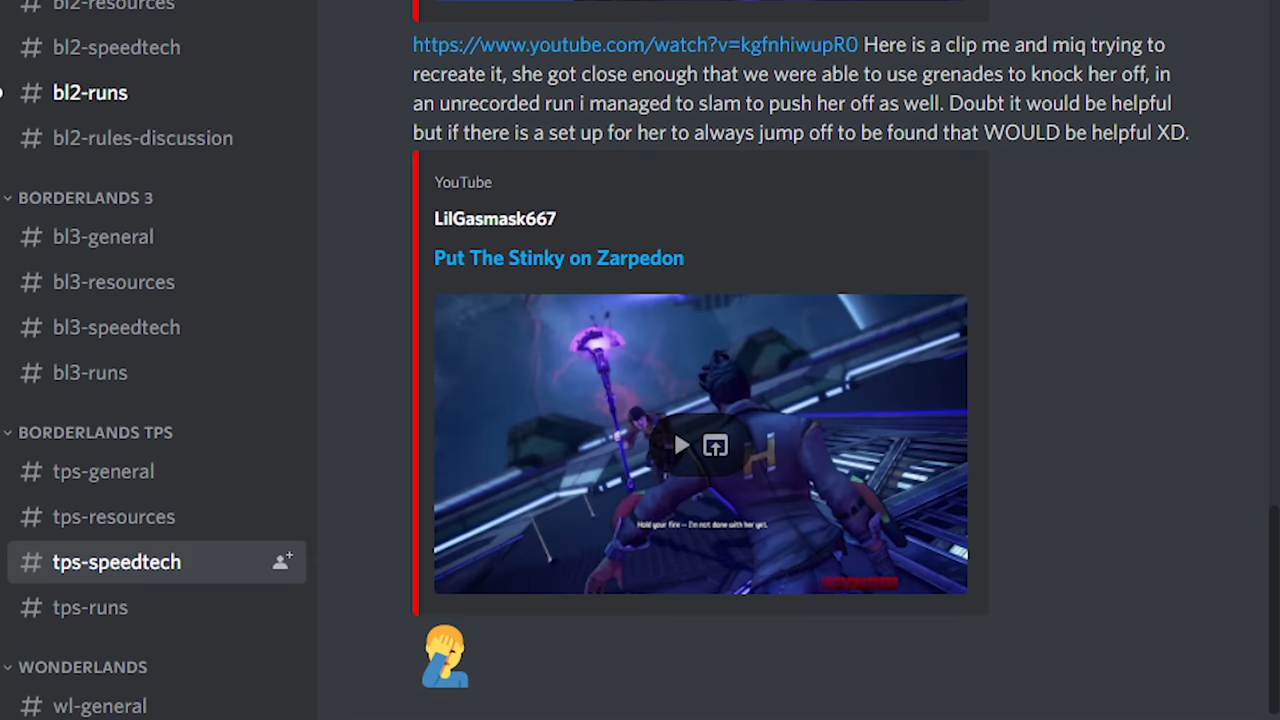 bl2-resources
bl2-speedtech
bl2-runs
bl2-rules-discussion
BORDERLANDS 3
bl3-general
bl3-resources
bl3-speedtech
bl3-runs
BORDERLANDS TPS
tps-general
tps-resources
tps-speedtech
tps-runs
WONDERLANDS
wl-general
https://www.youtube.com/watch?v=kgfnhiwupR0 Here is a clip me and miq trying to
recreate it, she got close enough that we were able to use grenades to knock her off, in
an unrecorded run i managed to slam to push her off as well. Doubt it would be helpful
but if there is a set up for her to always jump off to be found that WOULD be helpful XD.
YouTube
LilGasmask667
Put The Stinky on Zarpedon
H
Hold your fire — I'm not done with her yet.